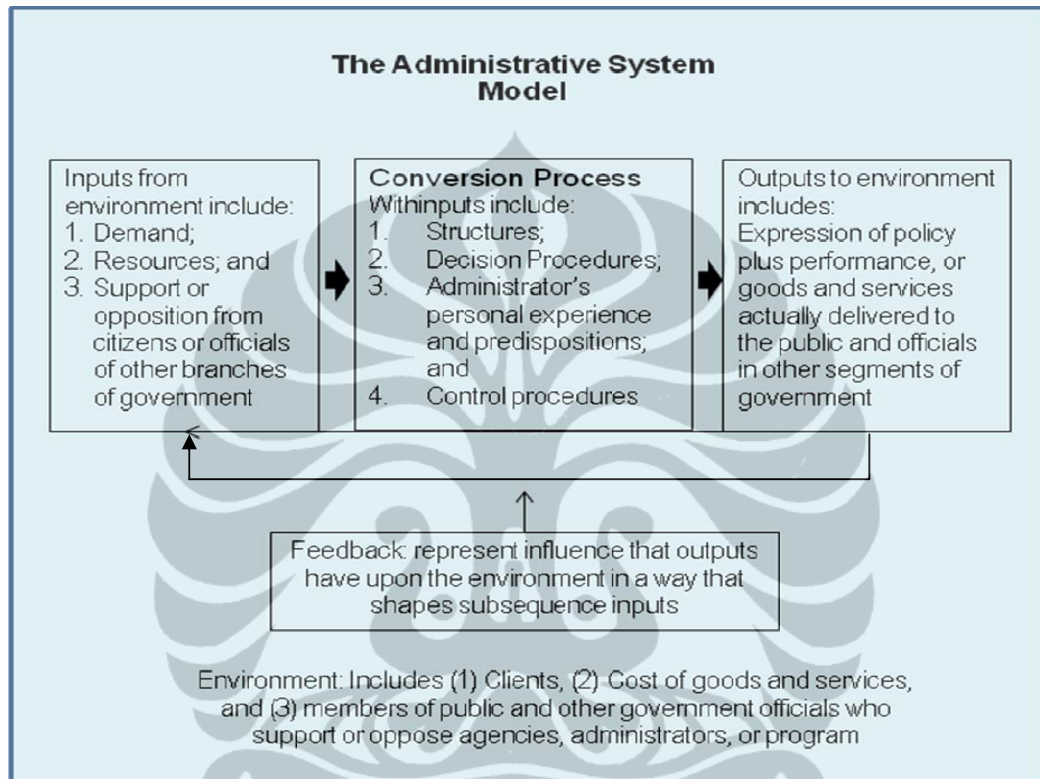 The Administrative System
Model
Inputs from
environment include:
1. Demand;
2. Resources; and
3. Support or
opposition from
citizens or officials
of other branches
of government
Conversion Process
Withinputs include:
1. Structures;
2. Decision Procedures;
3. Administrator's
personal experience
and predispositions;
and
4. Control procedures
Outputs to environment
includes:
Expression of policy
plus performance, or
goods and services
actually delivered to
the public and officials
in other segments of
government
Feedback: represent influence that outputs
have upon the environment in a way that
shapes subsequence inputs
Environment: Includes (1) Clients, (2) Cost of goods and services,
and (3) members of public and other government officials who
support or oppose agencies, administrators, or program